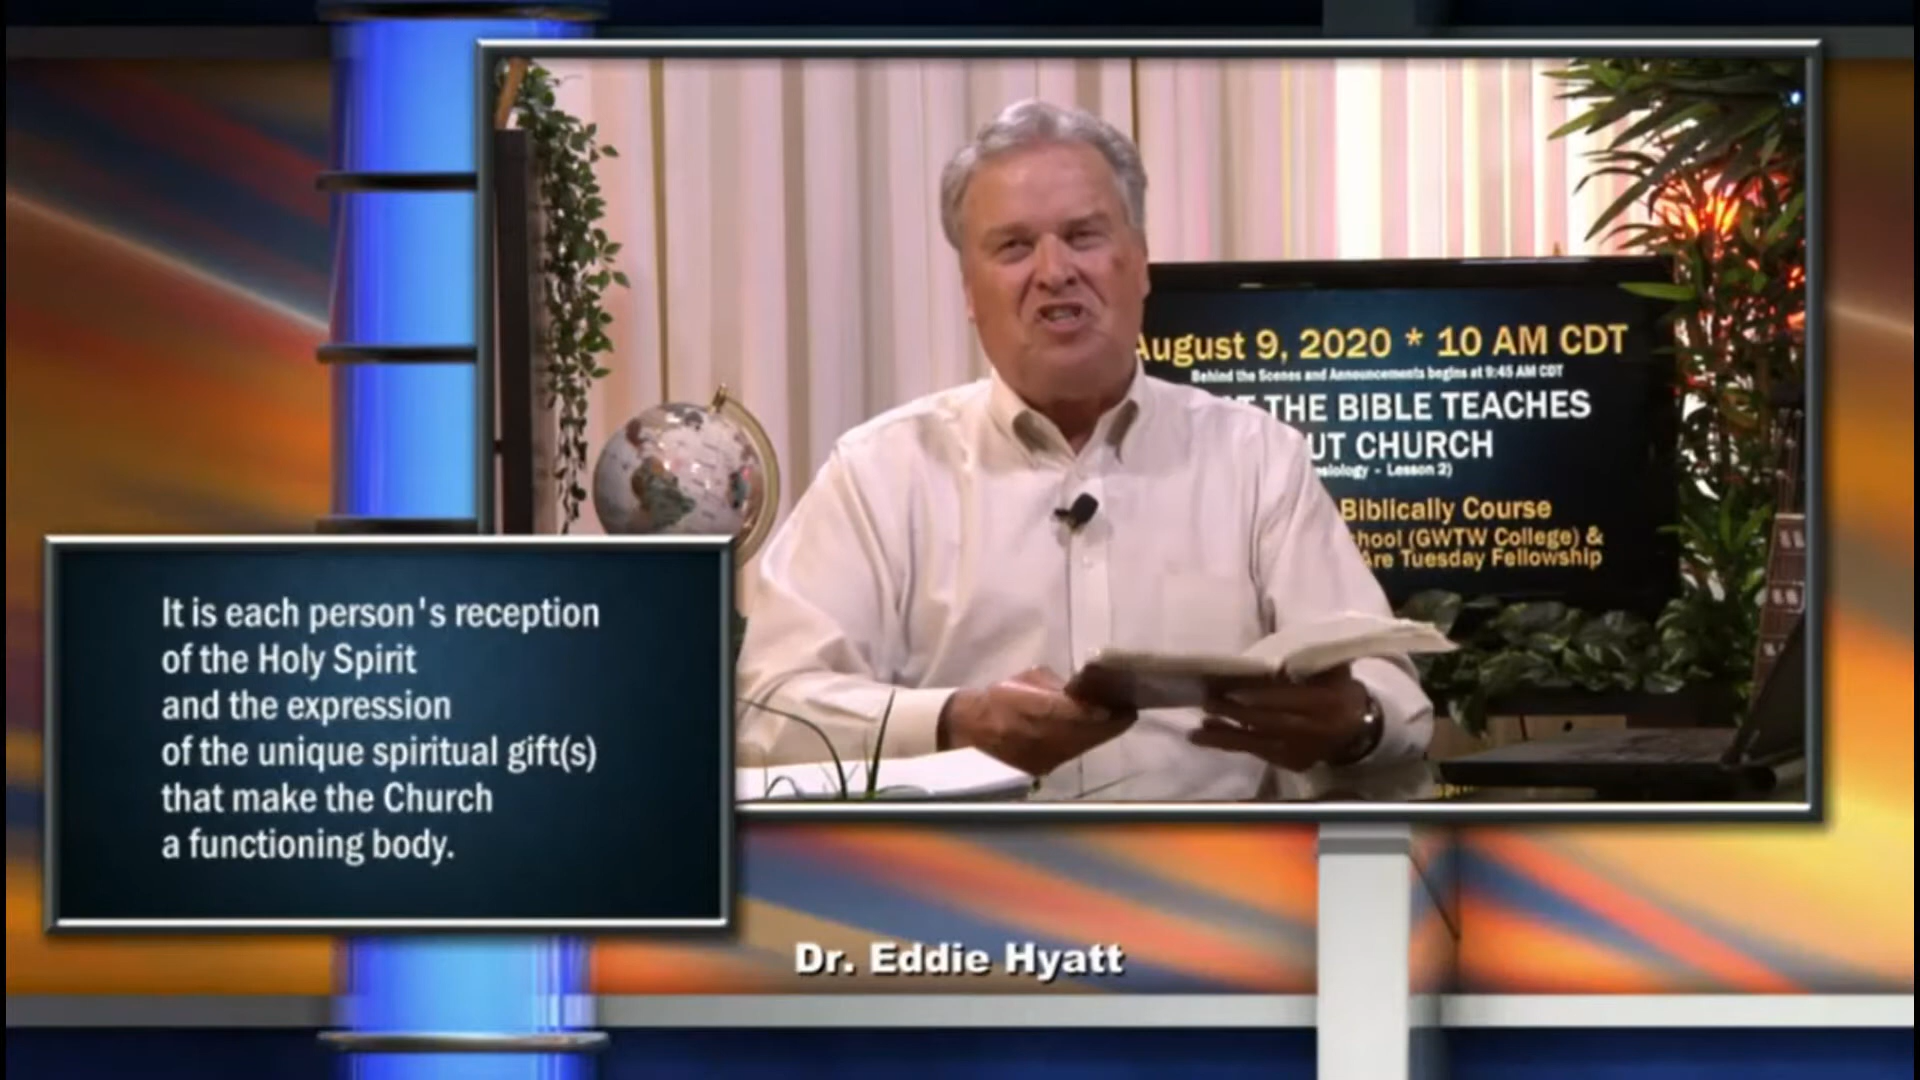 August 9, 2020 * 10 AM CDT
Behind the Scenes and Announcements begins at 9:45 AM CDT
THE BIBLE TEACHES
UT CHURCH
- Lesson 2)
Biblically Course
(GWTW College) &
Are Tuesday Fellowship
It is each person's reception
of the Holy Spirit
and the expression
of the unique spiritual gift(s)
that make the Church
a functioning body.
Dr. Eddie Hyatt